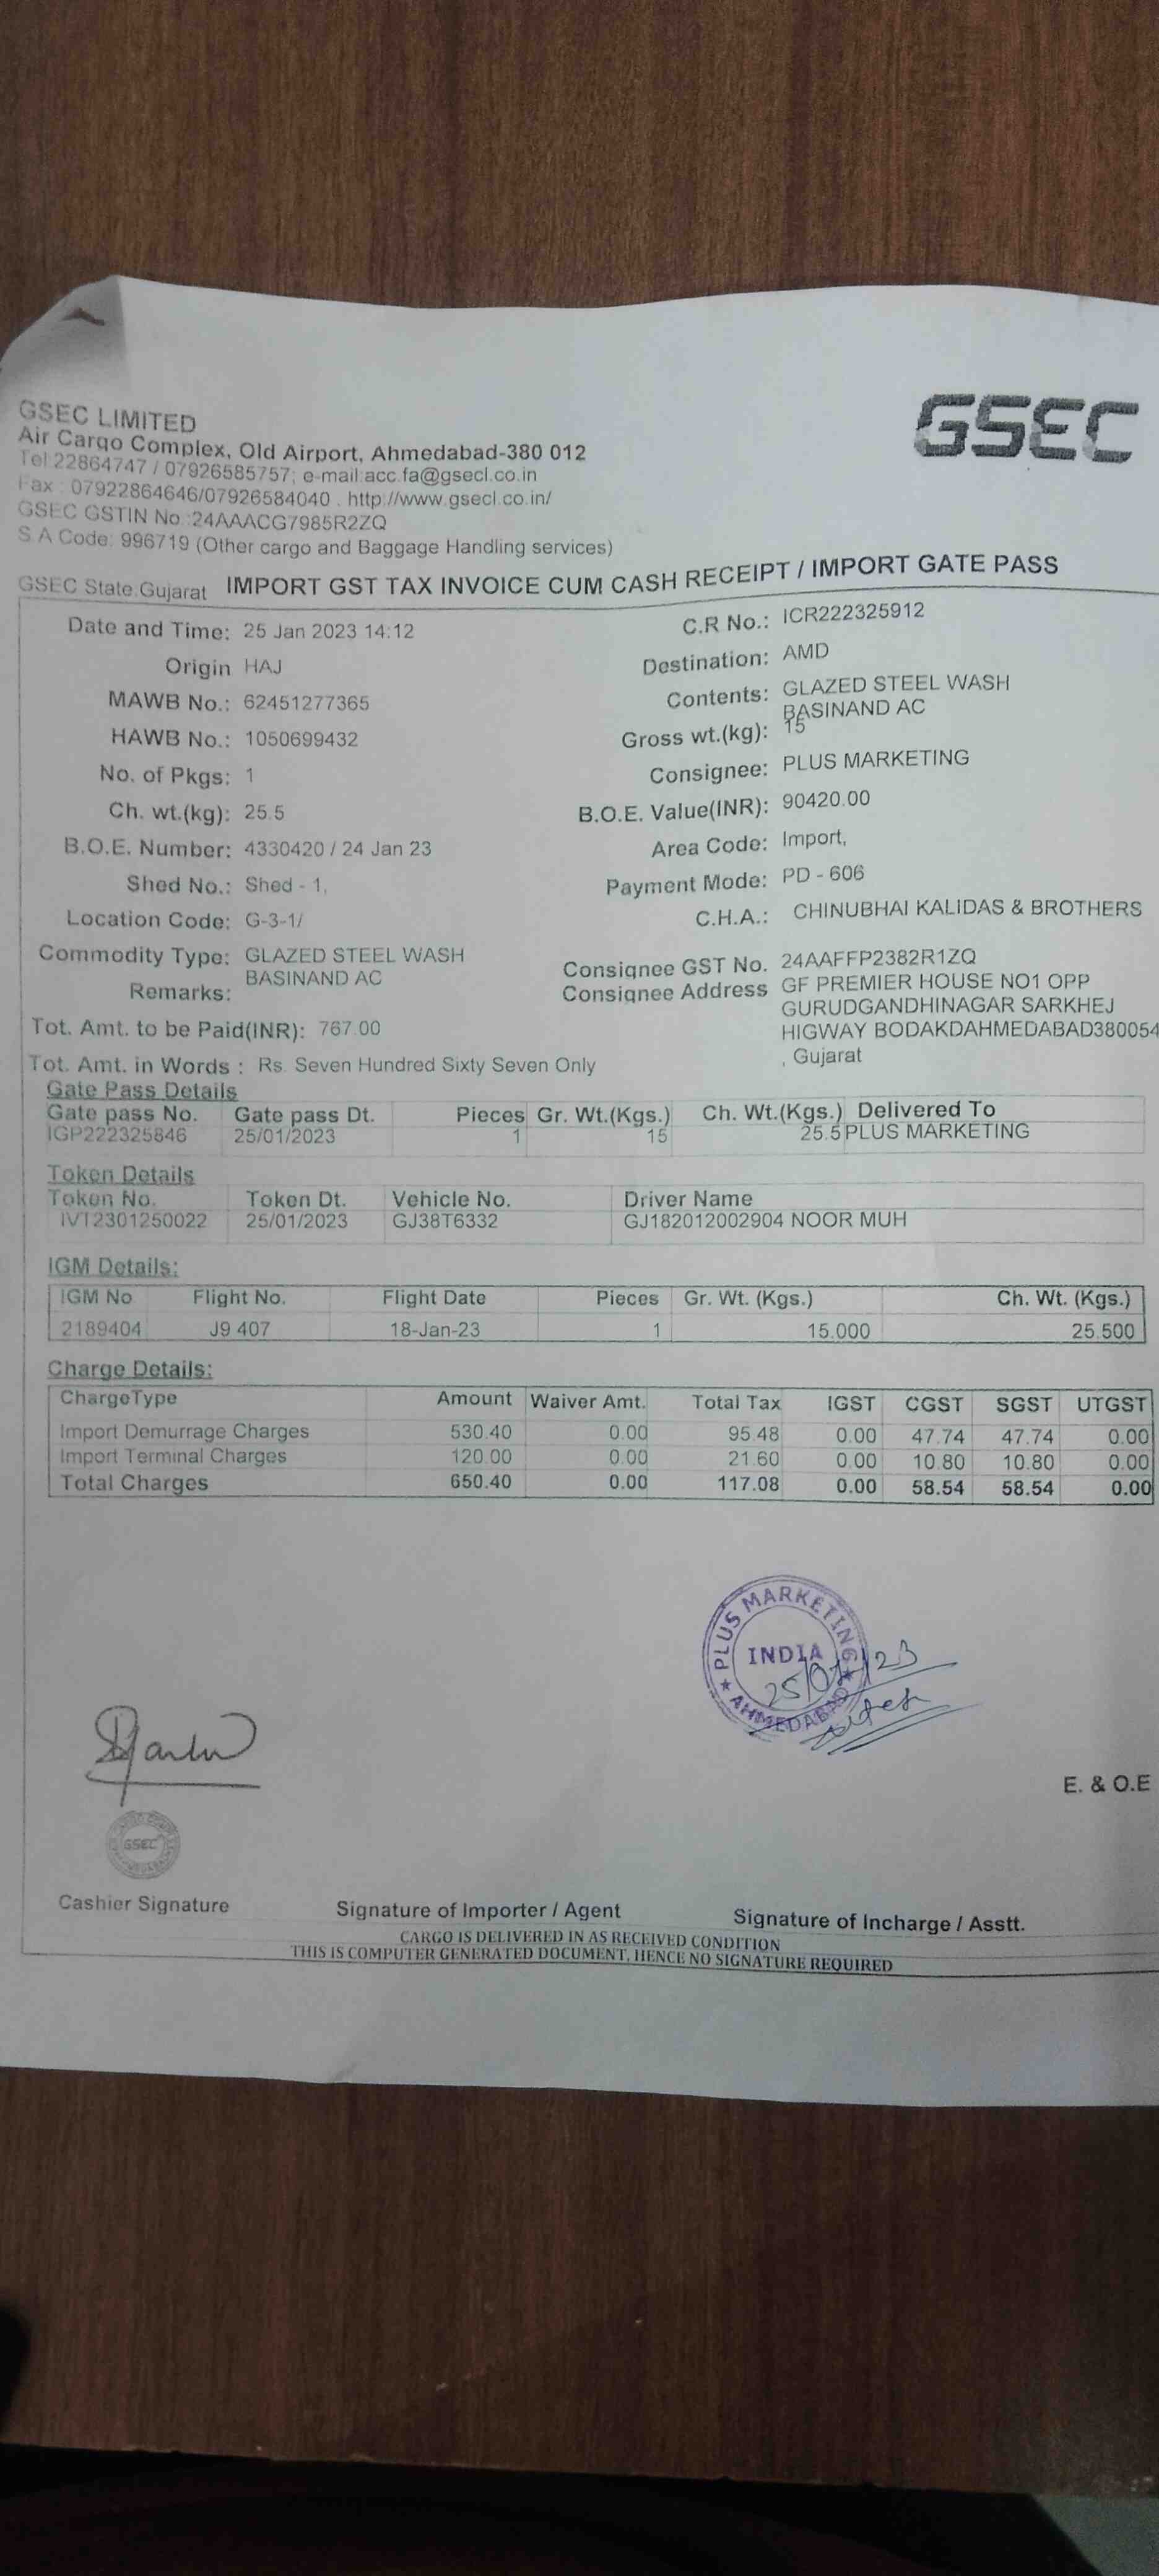 GSEC LIMITED
GSEC
Air Cargo Complex, Old Airport, Ahmedabad-380 012
Tel:22864747 / 07926585757; e-mail:acc.fa@gsecl.co.in
Fax : 07922864646/07926584040 . http://www.gsecl.co.in/
GSEC GSTIN No.:24AAACG7985R2ZQ
S.A Code: 996719 (Other cargo and Baggage Handling services)
GSEC State:Gujarat IMPORT GST TAX INVOICE CUM CASH RECEIPT / IMPORT GATE PASS
Date and Time: 25 Jan 2023 14:12 C.R No.: ICR222325912
Origin HAJ Destination: AMD
MAWB No.: 62451277365 Contents: GLAZED STEEL WASH
BASINAND AC
HAWB No.: 1050699432 Gross wt.(kg): 15
No. of Pkgs: 1 Consignee: PLUS MARKETING
Ch. wt.(kg): 25.5 B.O.E. Value(INR): 90420.00
B.O.E. Number: 4330420 / 24 Jan 23 Area Code: Import,
Shed No.: Shed - 1, Payment Mode: PD - 606
Location Code: G-3-1/ C.H.A.: CHINUBHAI KALIDAS & BROTHERS
Commodity Type: GLAZED STEEL WASH Consignee GST No. 24AAFFP2382R1ZQ
BASINAND AC
Remarks: Consignee Address GF PREMIER HOUSE NO1 OPP
GURUDGANDHINAGAR SARKHEJ
Tot. Amt. to be Paid(INR): 767.00 HIGWAY BODAKDAHMEDABAD380054
, Gujarat
Tot. Amt. in Words : Rs. Seven Hundred Sixty Seven Only
Gate Pass Details
Gate pass No. Gate pass Dt. Pieces Gr. Wt.(Kgs.) Ch. Wt.(Kgs.) Delivered To
IGP222325846 25/01/2023 1 15 25.5 PLUS MARKETING
Token Details
Token No. Token Dt. Vehicle No. Driver Name
IVT2301250022 25/01/2023 GJ38T6332 GJ182012002904 NOOR MUH
IGM Details:
IGM No Flight No. Flight Date Pieces Gr. Wt. (Kgs.) Ch. Wt. (Kgs.)
2189404 J9 407 18-Jan-23 1 15.000 25.500
Charge Details:
ChargeType Amount Waiver Amt. Total Tax IGST CGST SGST UTGST
Import Demurrage Charges 530.40 0.00 95.48 0.00 47.74 47.74 0.00
Import Terminal Charges 120.00 0.00 21.60 0.00 10.80 10.80 0.00
Total Charges 650.40 0.00 117.08 0.00 58.54 58.54 0.00
PLUS MARKETING
INDIA
AHMEDABAD
25/01/23
E. & O.E
GSEC
Cashier Signature Signature of Importer / Agent Signature of Incharge / Asstt.
CARGO IS DELIVERED IN AS RECEIVED CONDITION
THIS IS COMPUTER GENERATED DOCUMENT, HENCE NO SIGNATURE REQUIRED